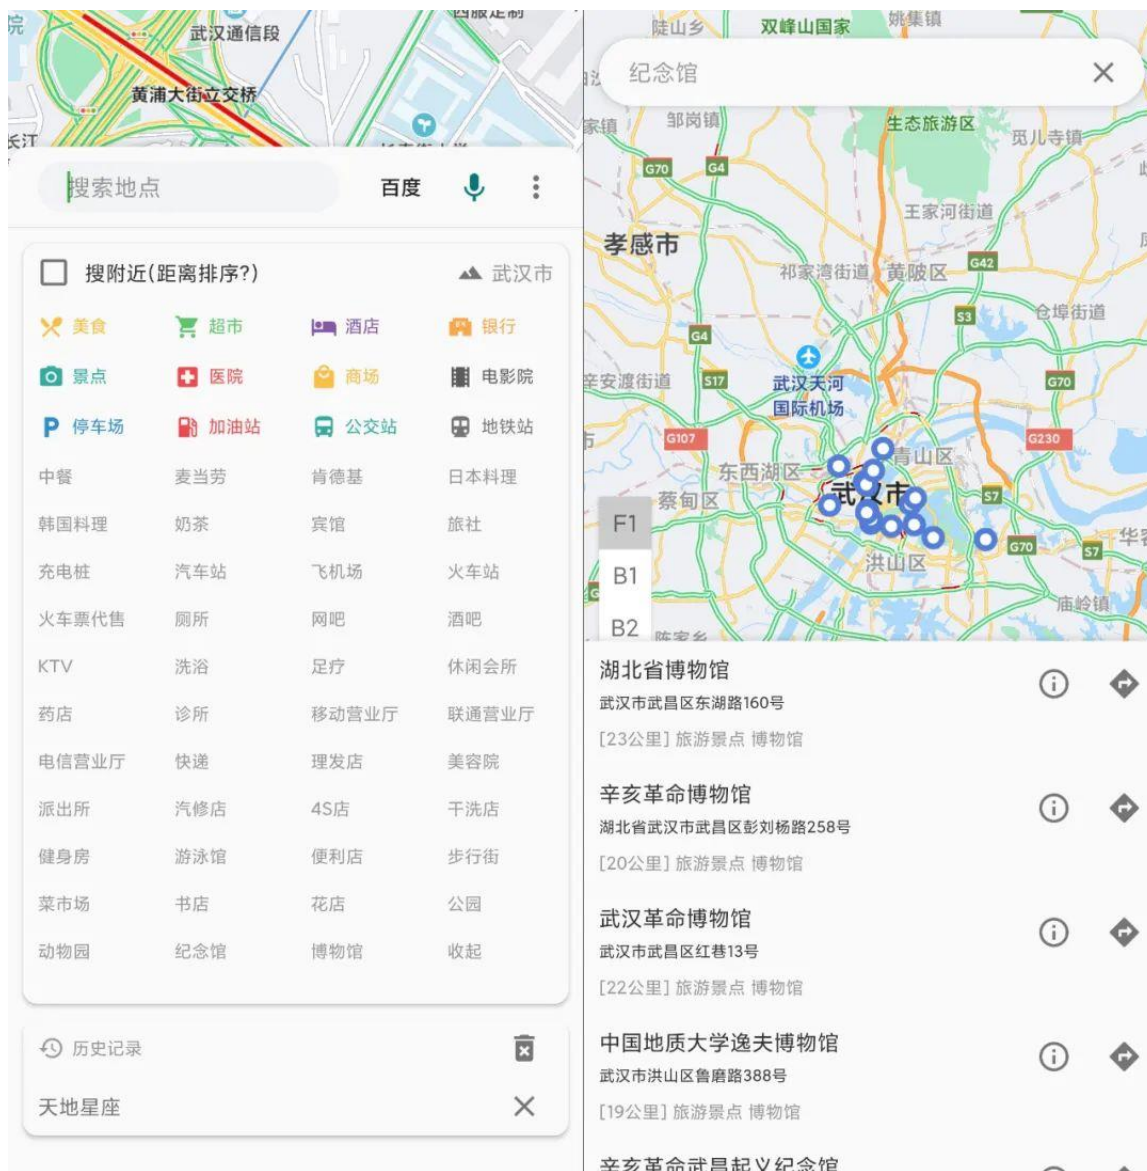 院
武汉通信段
黄浦大街立交桥
长江
搜索地点
百度
搜附近(距离排序?)
武汉市
美食 超市 酒店 银行
景点 医院 商场 电影院
P 停车场 加油站 公交站 地铁站
中餐 麦当劳 肯德基 日本料理
韩国料理 奶茶 宾馆 旅社
充电桩 汽车站 飞机场 火车站
火车票代售 厕所 网吧 酒吧
KTV 洗浴 足疗 休闲会所
药店 诊所 移动营业厅 联通营业厅
电信营业厅 快递 理发店 美容院
派出所 汽修店 4S店 干洗店
健身房 游泳馆 便利店 步行街
菜市场 书店 花店 公园
动物园 纪念馆 博物馆 收起
历史记录
天地星座
陡山乡
双峰山国家
姚集镇
纪念馆
邹岗镇
生态旅游区
觅儿寺镇
G70
G4
王家河街道
孝感市
祁家湾街道
黄陂区
G42
仓埠街道
S3
G4
辛安渡街道
S17
武汉天河
国际机场
G70
G107
G230
东西湖区
青山区
蔡甸区
武汉市
S7
F1
B1
B2
洪山区
G70
S7
庙岭镇
陈家乡
湖北省博物馆
武汉市武昌区东湖路160号
[23公里] 旅游景点 博物馆
辛亥革命博物馆
湖北省武汉市武昌区彭刘杨路258号
[20公里] 旅游景点 博物馆
武汉革命博物馆
武汉市武昌区红巷13号
[22公里] 旅游景点 博物馆
中国地质大学逸夫博物馆
武汉市洪山区鲁磨路388号
[19公里] 旅游景点 博物馆
辛亥革命武昌起义纪念馆